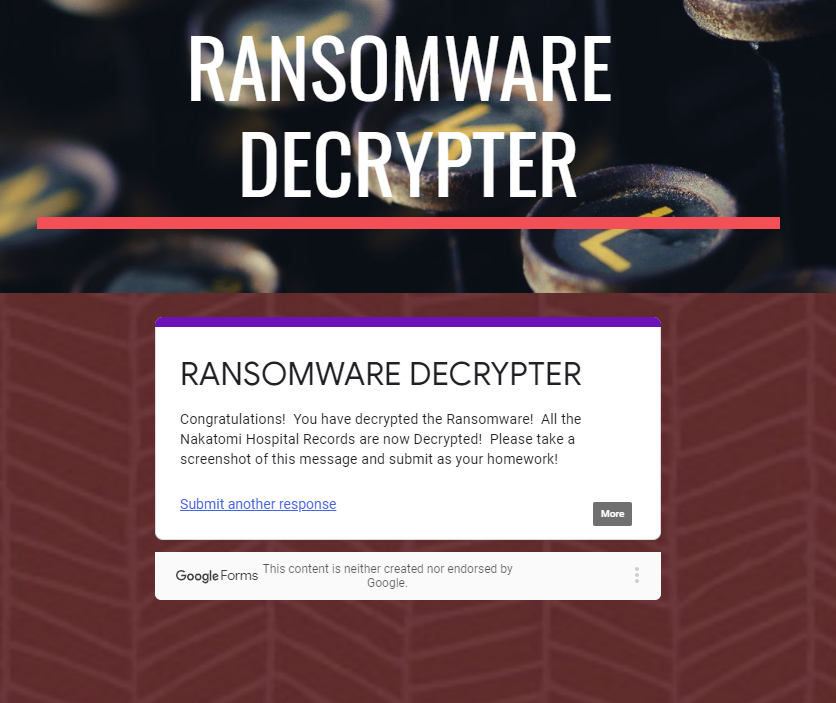 RANSOMWARE
DECRYPTER
RANSOMWARE DECRYPTER
Congratulations!  You have decrypted the Ransomware!  All the
Nakatomi Hospital Records are now Decrypted!  Please take a
screenshot of this message and submit as your homework!
Submit another response
More
Google Forms
This content is neither created nor endorsed by
Google.